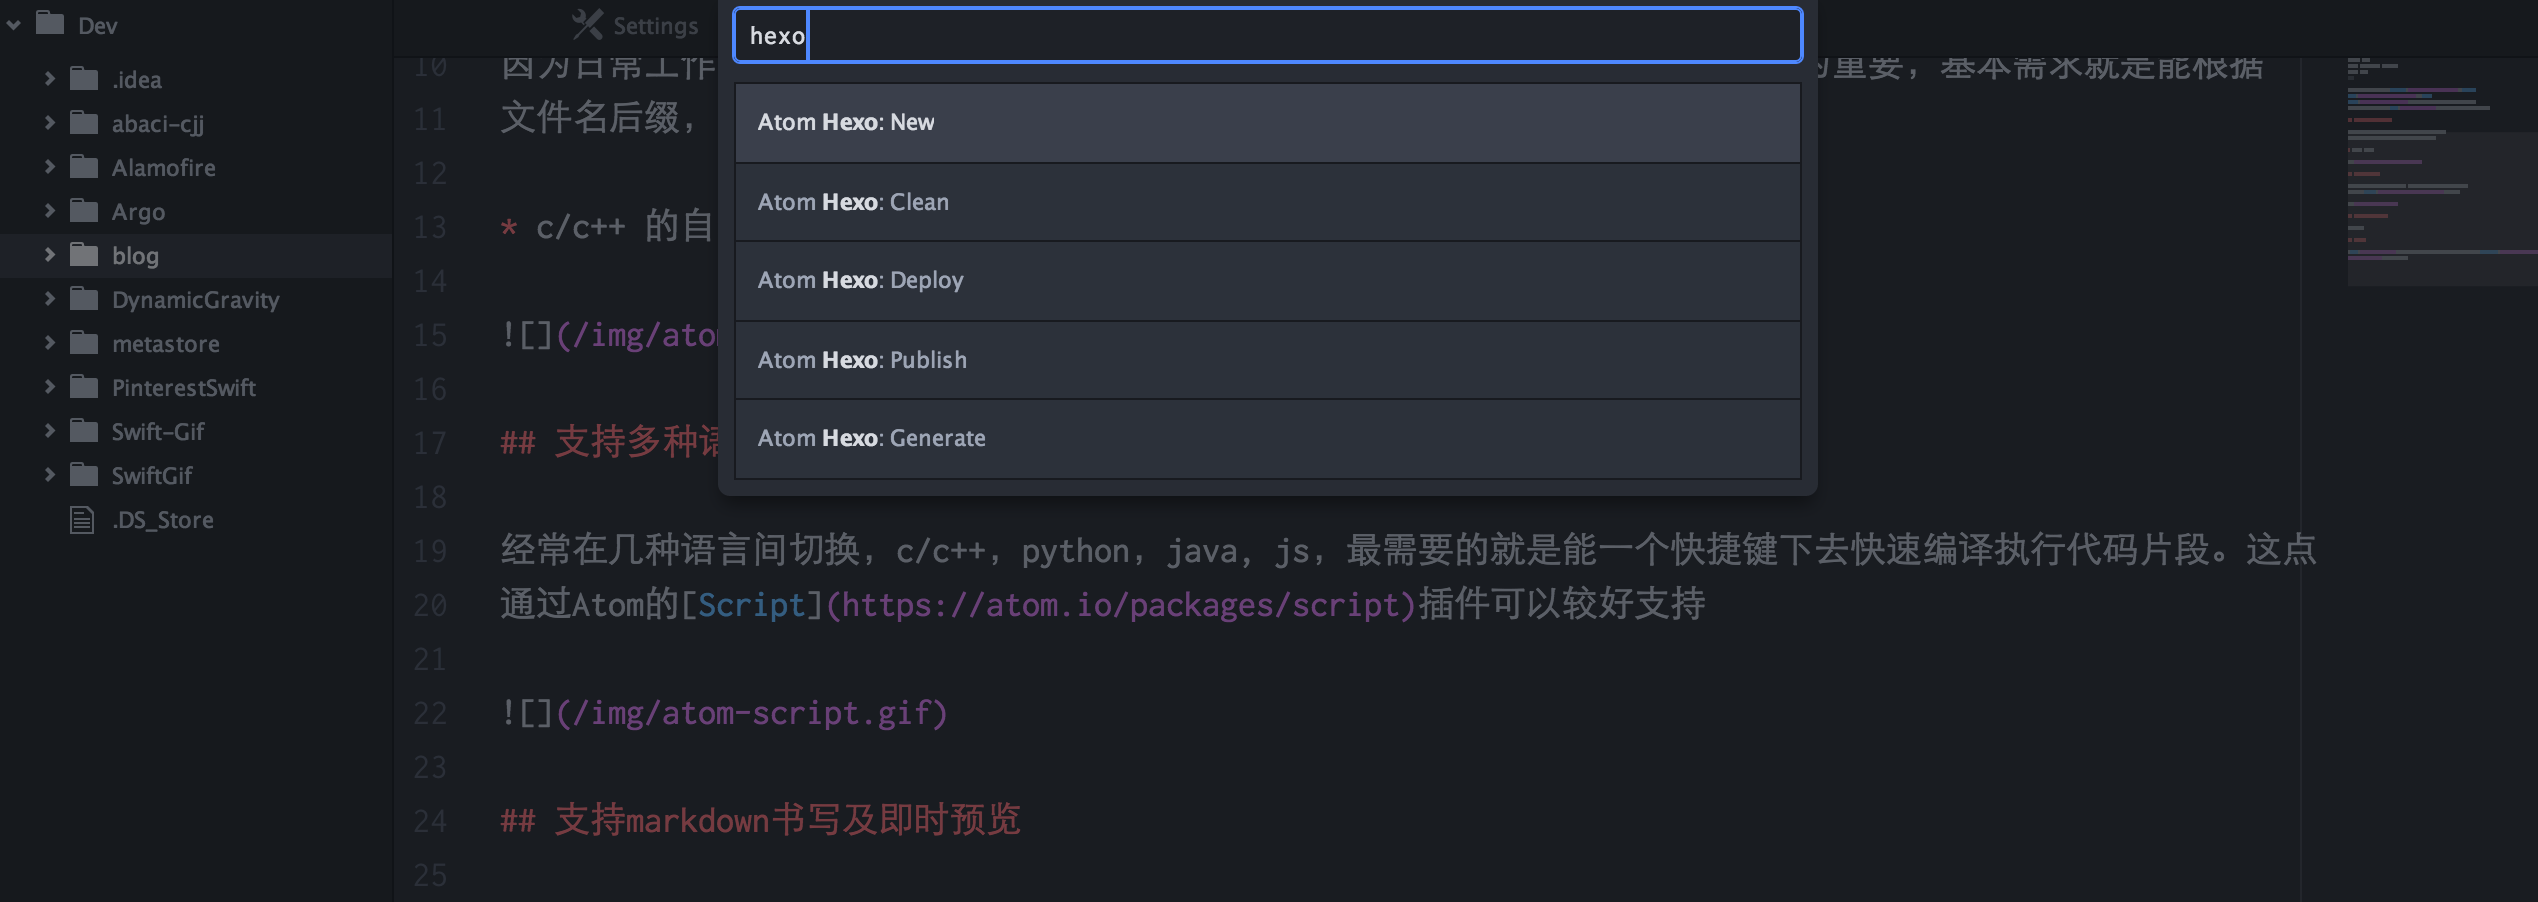 Dev
.idea
abaci-cjj
Alamofire
Argo
blog
DynamicGravity
metastore
PinterestSwift
Swift-Gif
SwiftGif
.DS_Store
Settings
hexo
Atom Hexo: New
Atom Hexo: Clean
Atom Hexo: Deploy
Atom Hexo: Publish
Atom Hexo: Generate
10 因为日常工作 重要，基本需求就是能根据
11 文件名后缀，
12
13 * c/c++ 的自
14
15 ![](/img/ato
16
17 ## 支持多种
18
19 经常在几种语言间切换，c/c++，python，java，js，最需要的就是能一个快捷键下去快速编译执行代码片段。这点
20 通过Atom的[Script](https://atom.io/packages/script)插件可以较好支持
21
22 ![](/img/atom-script.gif)
23
24 ## 支持markdown书写及即时预览
25